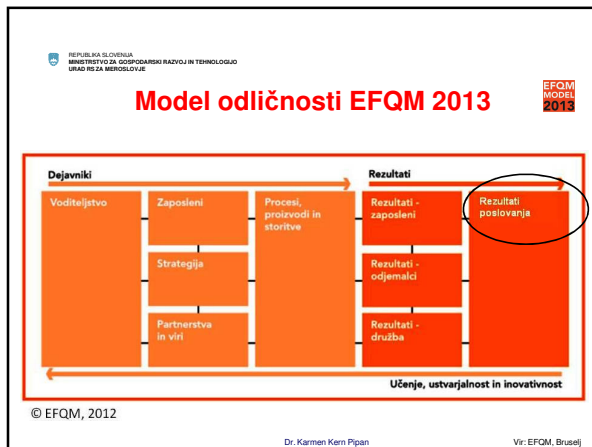 REPUBLIKA SLOVENIJA
MINISTRSTVO ZA GOSPODARSKI RAZVOJ IN TEHNOLOGIJO
URAD RS ZA MEROSLOVJE
Model odličnosti EFQM 2013
EFQM
MODEL
2013
Dejavniki
Rezultati
Voditeljstvo
Zaposleni
Procesi,
proizvodi in
storitve
Rezultati -
zaposleni
Rezultati
poslovanja
Strategija
Rezultati -
odjemalci
Partnerstva
in viri
Rezultati -
družba
Učenje, ustvarjalnost in inovativnost
© EFQM, 2012
Dr. Karmen Kern Pipan
Vir: EFQM, Bruselj